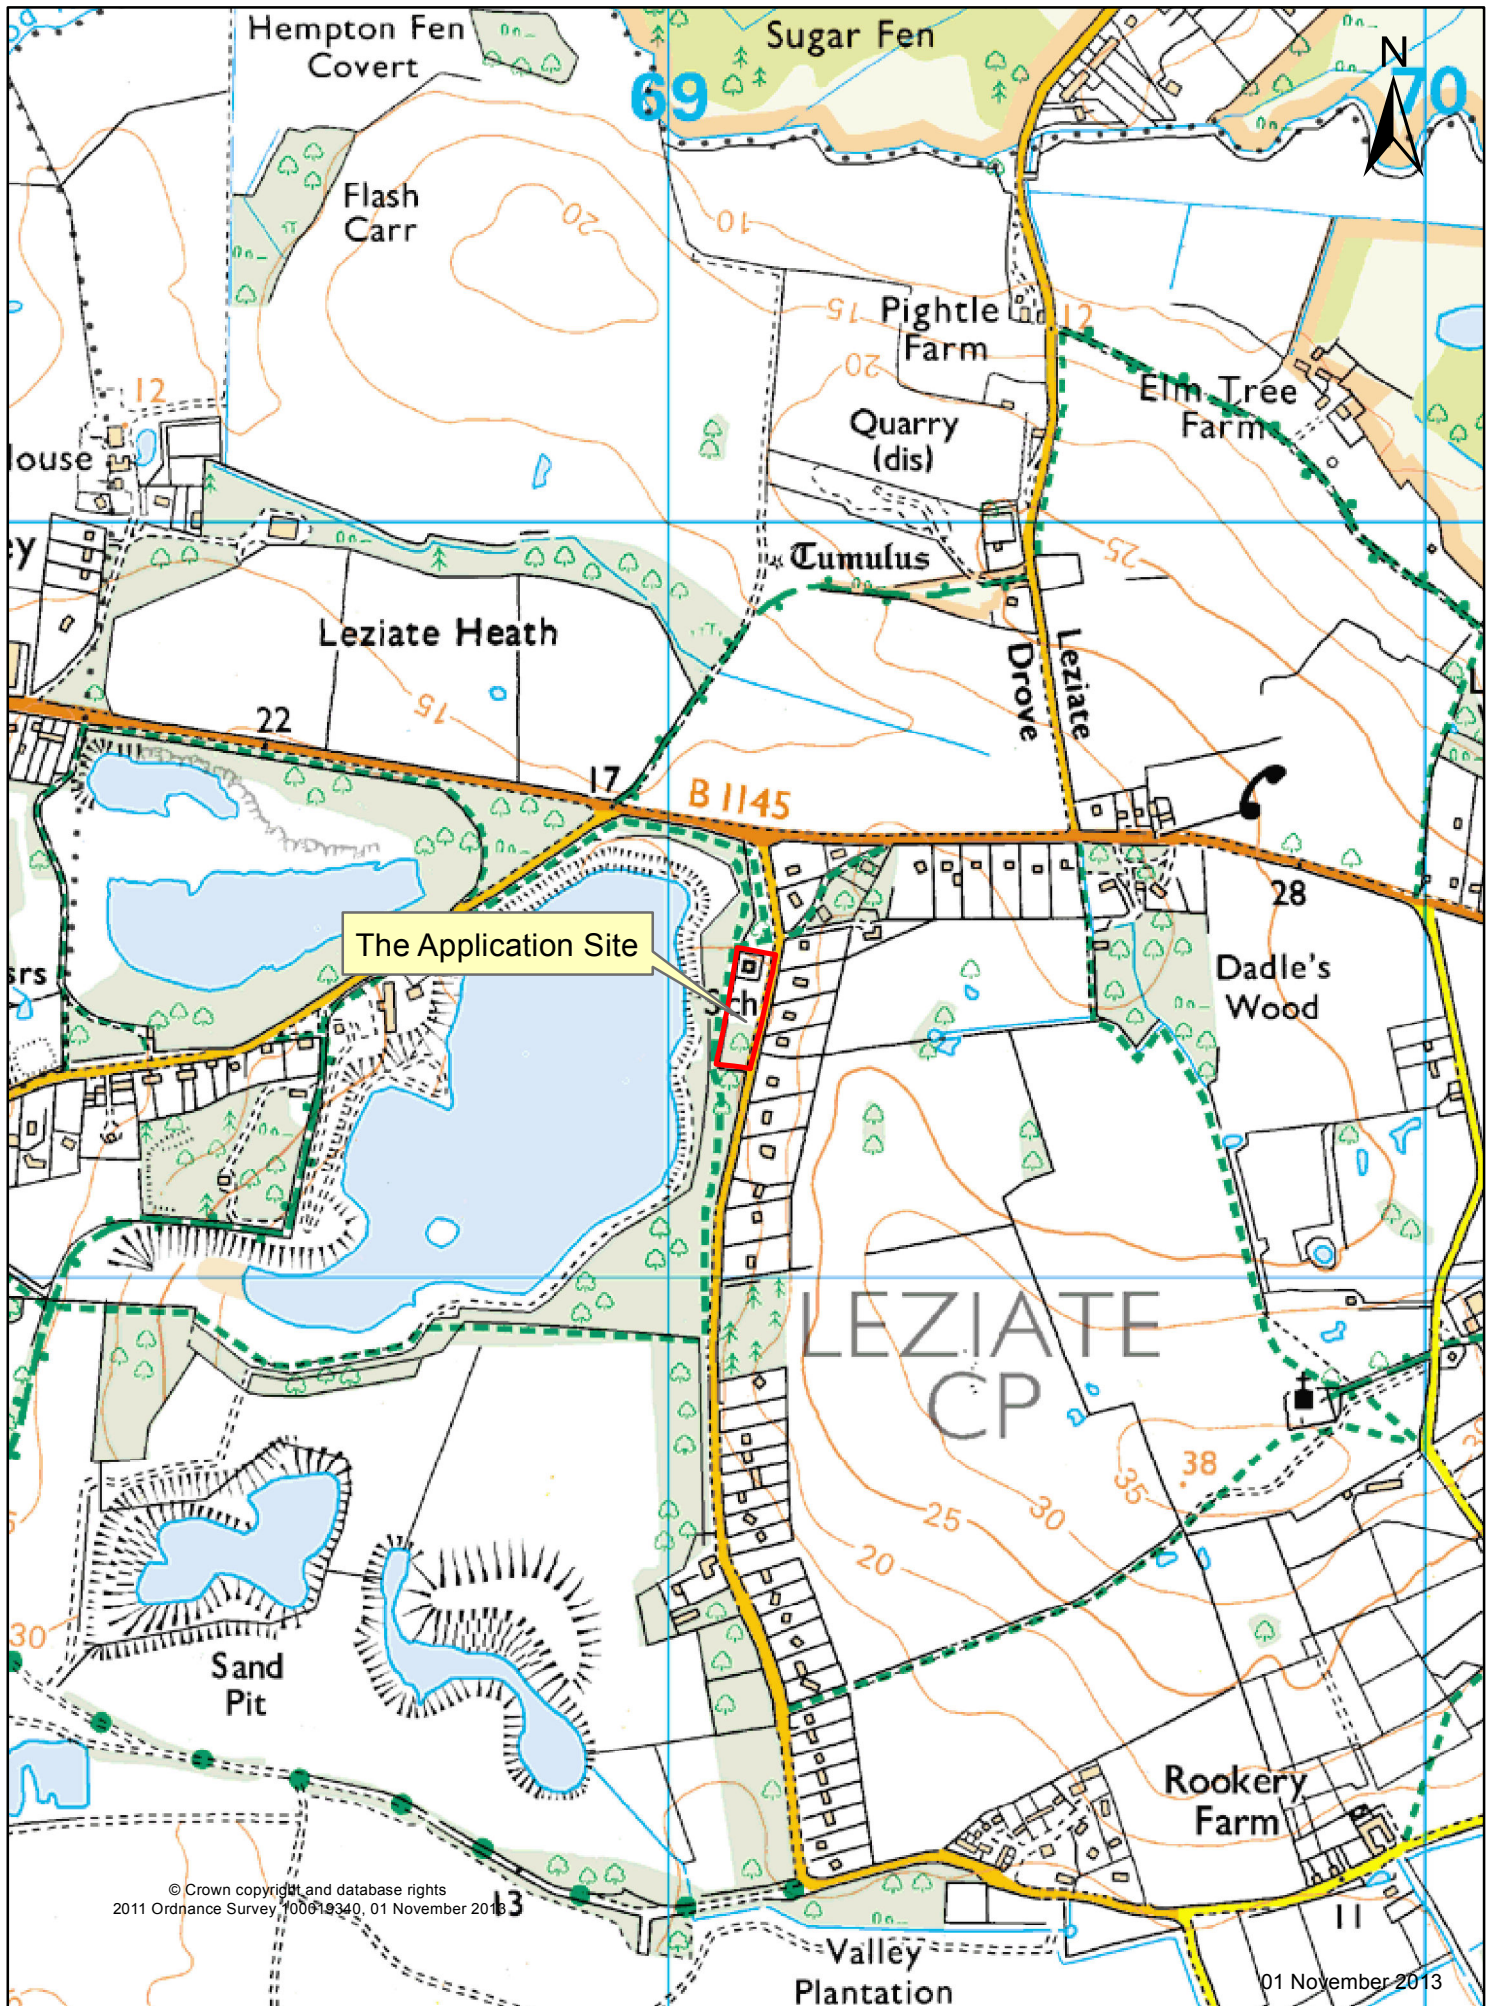 Hempton Fen
Covert
Sugar Fen
N
69
70
Flash
Carr
20
10
15
Pightle
Farm
12
20
Elm Tree
Farm
12
Quarry
(dis)
Tumulus
25
Leziate Heath
Leziate
Drove
22
15
17
B 1145
28
The Application Site
Sch
Dadle's
Wood
LEZIATE
CP
38
35
30
25
20
30
Sand
Pit
Rookery
Farm
© Crown copyright and database rights
2011 Ordnance Survey 100019340, 01 November 2013
13
11
Valley
Plantation
01 November 2013